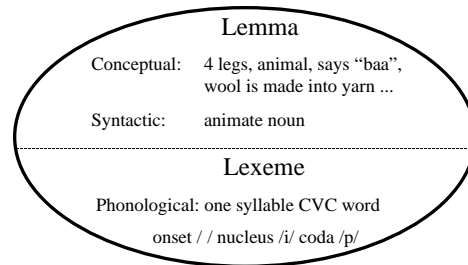 Lemma
Conceptual: 4 legs, animal, says “baa”,
wool is made into yarn ...
Syntactic: animate noun
Lexeme
Phonological: one syllable CVC word
onset / / nucleus /i/ coda /p/